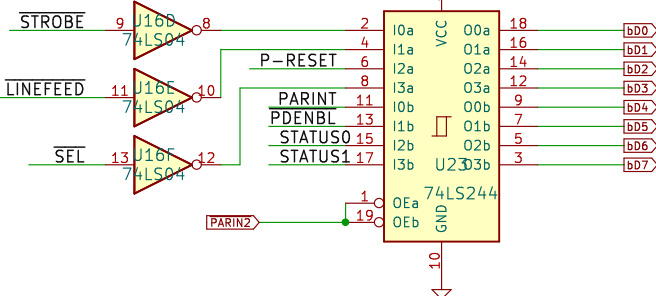 STROBE 9 U16D 8 74LS04
LINEFEED 11 U16E 10 74LS04
SEL 13 U16F 12 74LS04
VCC
2 I0a O0a 18 bD0
4 I1a O1a 16 bD1
P-RESET 6 I2a O2a 14 bD2
8 I3a O3a 12 bD3
PARINT 11 I0b O0b 9 bD4
PDENBL 13 I1b O1b 7 bD5
STATUS0 15 I2b O2b 5 bD6
STATUS1 17 I3b U23 O3b 3 bD7
74LS244
1 OEa
PARIN2 19 OEb
GND
10